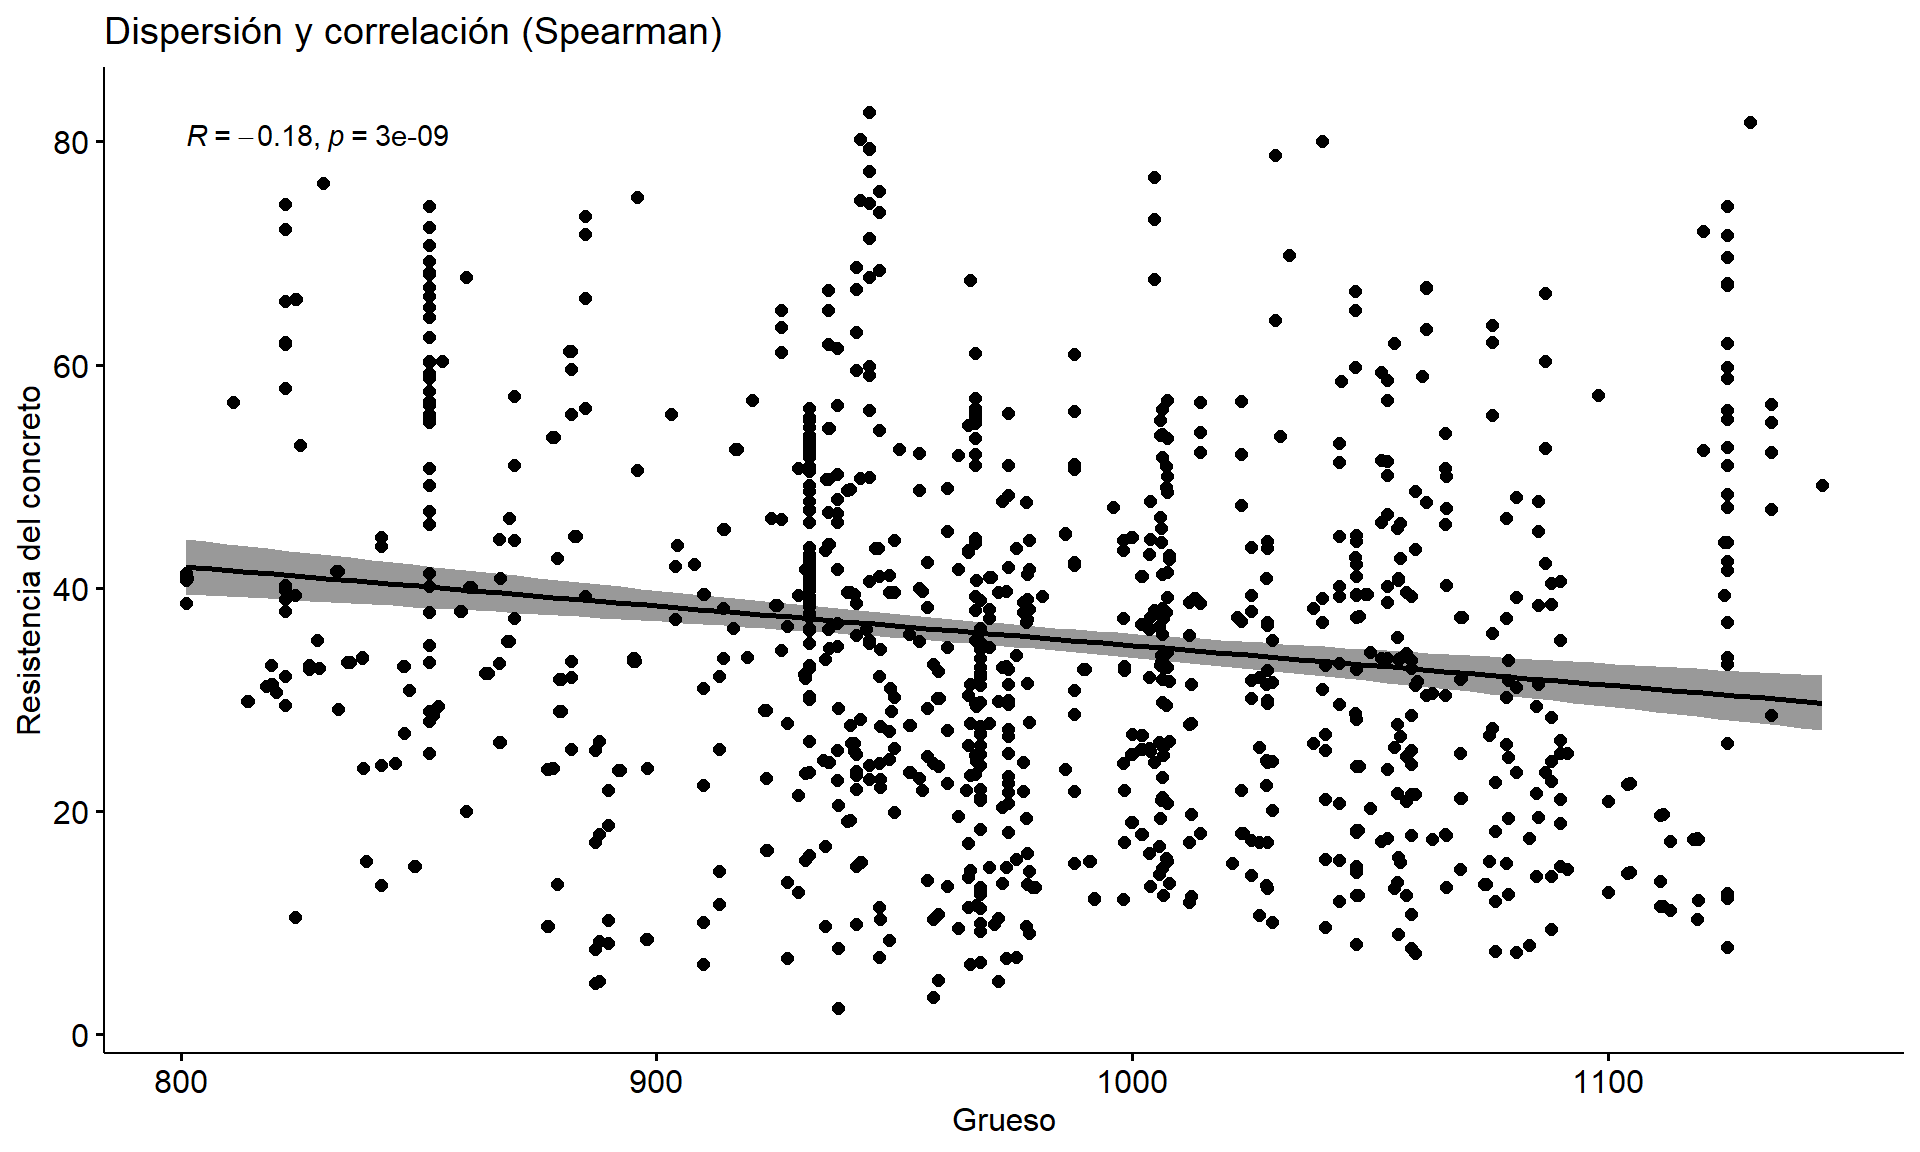 Dispersión y correlación (Spearman)
R = −0.18, p = 3e-09
80
60
40
20
0
Resistencia del concreto
800 900 1000 1100
Grueso